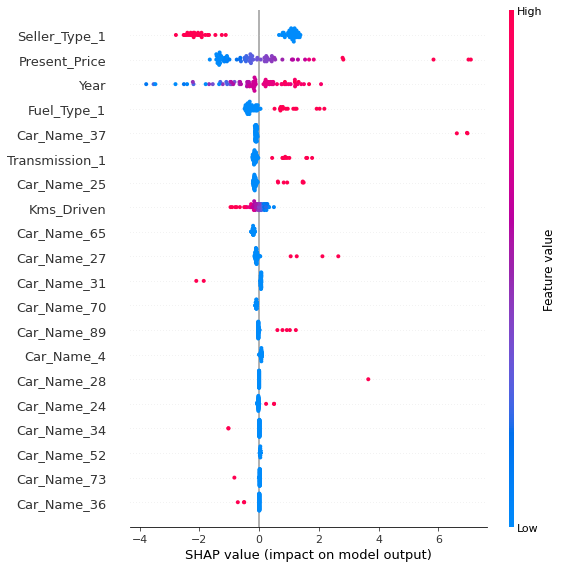 High
Seller_Type_1
Present_Price
Year
Fuel_Type_1
Car_Name_37
Transmission_1
Car_Name_25
Kms_Driven
Car_Name_65
Car_Name_27
Car_Name_31
Car_Name_70
Car_Name_89
Car_Name_4
Car_Name_28
Car_Name_24
Car_Name_34
Car_Name_52
Car_Name_73
Car_Name_36
Feature value
Low
−4 −2 0 2 4 6
SHAP value (impact on model output)